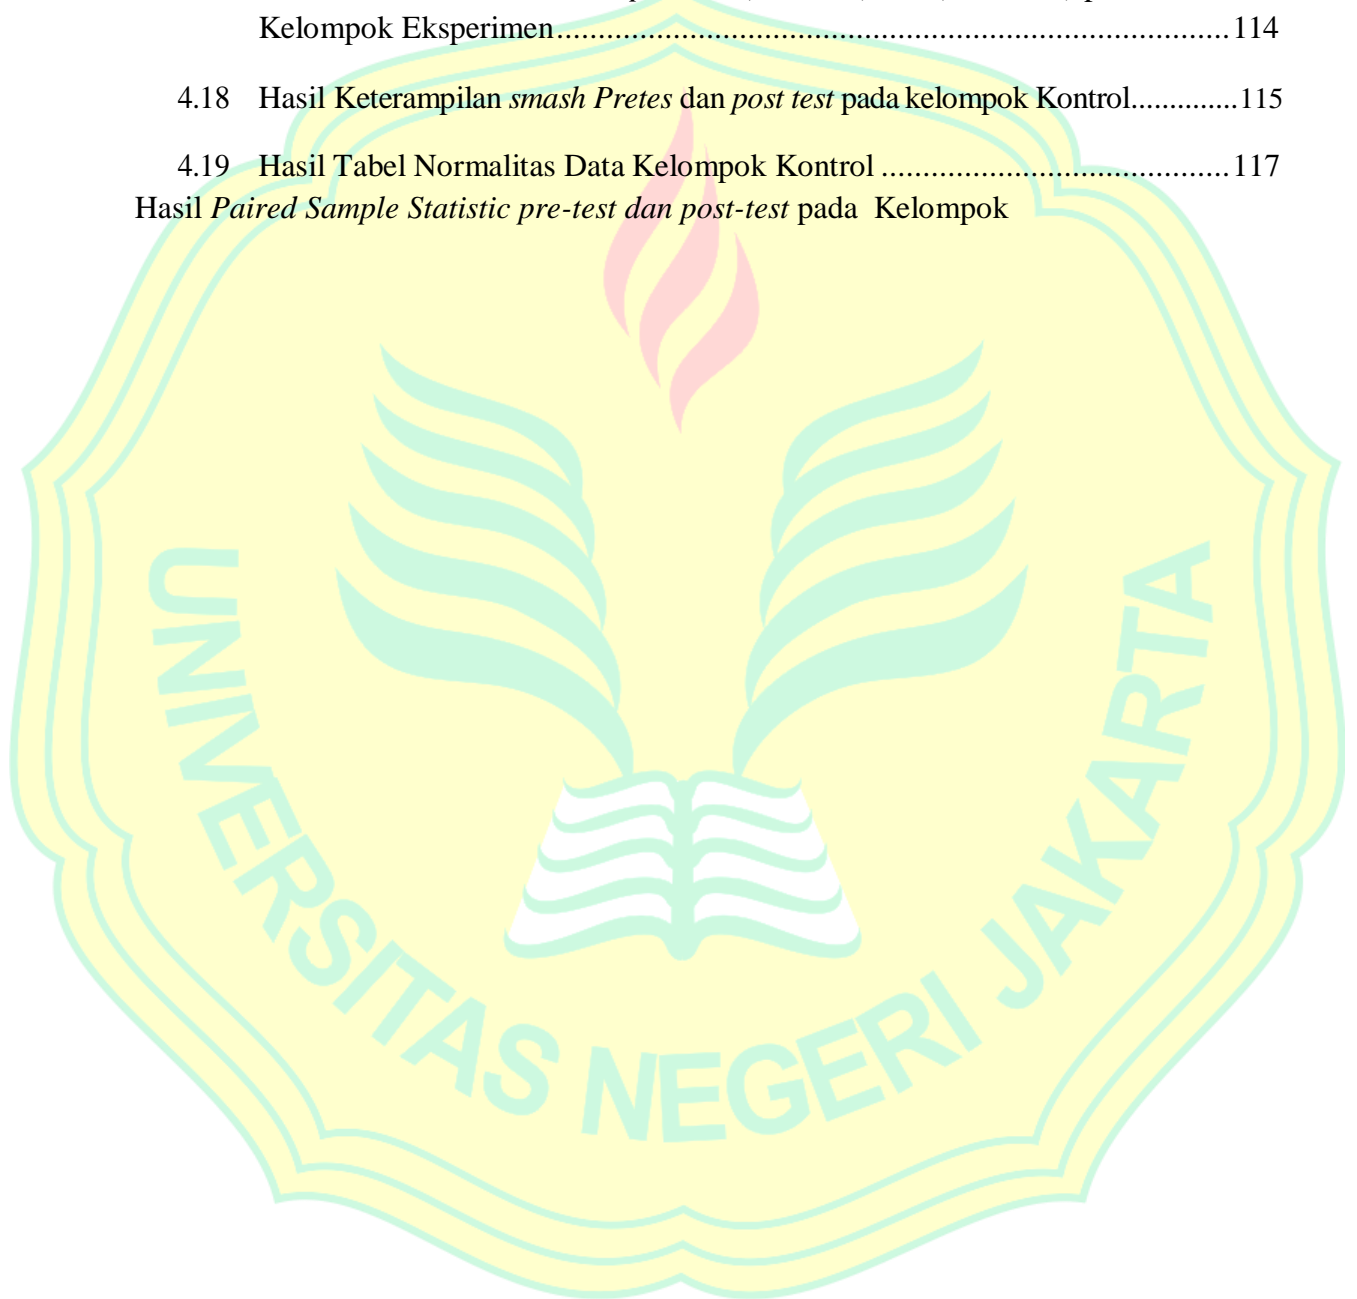 Kelompok Eksperimen.................................................................................114
4.18 Hasil Keterampilan smash Pretes dan post test pada kelompok Kontrol.............115
4.19 Hasil Tabel Normalitas Data Kelompok Kontrol ..........................................117
Hasil Paired Sample Statistic pre-test dan post-test pada Kelompok
UNIVERSITAS NEGERI JAKARTA